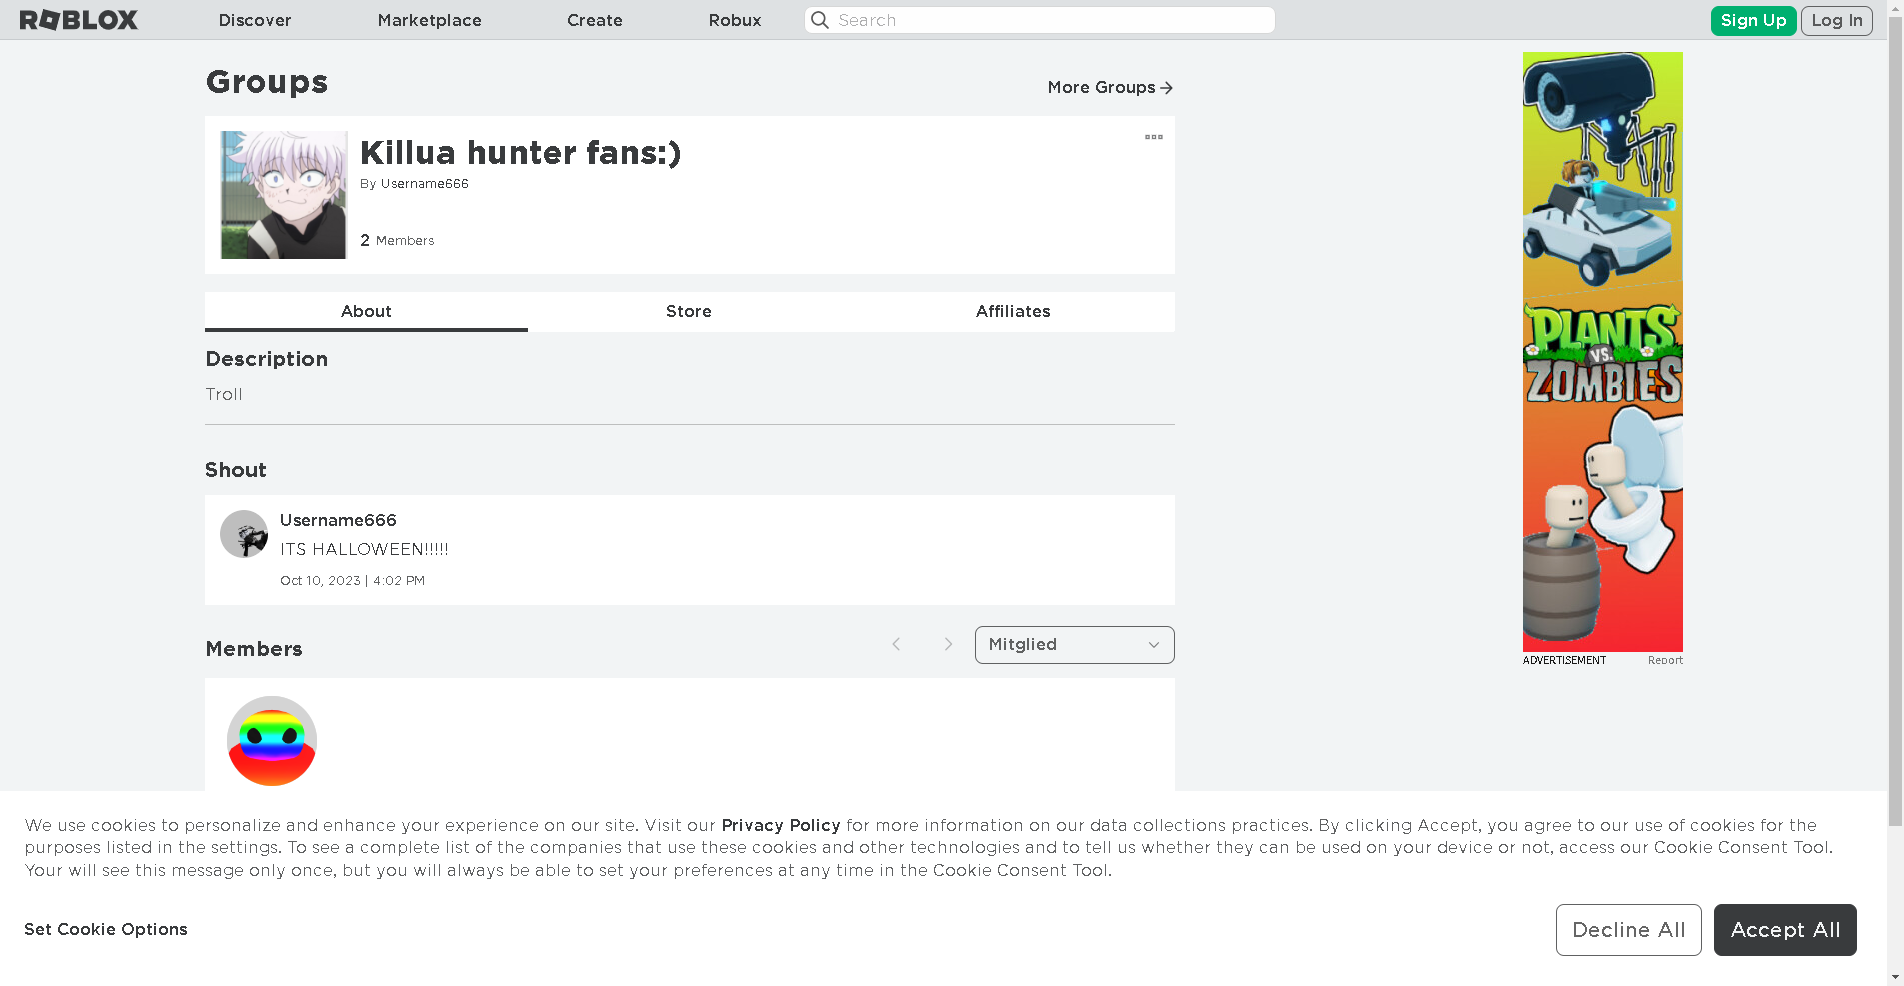 ROBLOX
Discover
Marketplace
Create
Robux
Search
Sign Up
Log In
Groups
More Groups
Killua hunter fans:)
By Username666
2 Members
About
Store
Affiliates
Description
Troll
Shout
Username666
ITS HALLOWEEN!!!!!
Oct 10, 2023 | 4:02 PM
Members
Mitglied
PLANTS
VS.
ZOMBIES
ADVERTISEMENT
Report
We use cookies to personalize and enhance your experience on our site. Visit our Privacy Policy for more information on our data collections practices. By clicking Accept, you agree to our use of cookies for the
purposes listed in the settings. To see a complete list of the companies that use these cookies and other technologies and to tell us whether they can be used on your device or not, access our Cookie Consent Tool.
Your will see this message only once, but you will always be able to set your preferences at any time in the Cookie Consent Tool.
Set Cookie Options
Decline All
Accept All